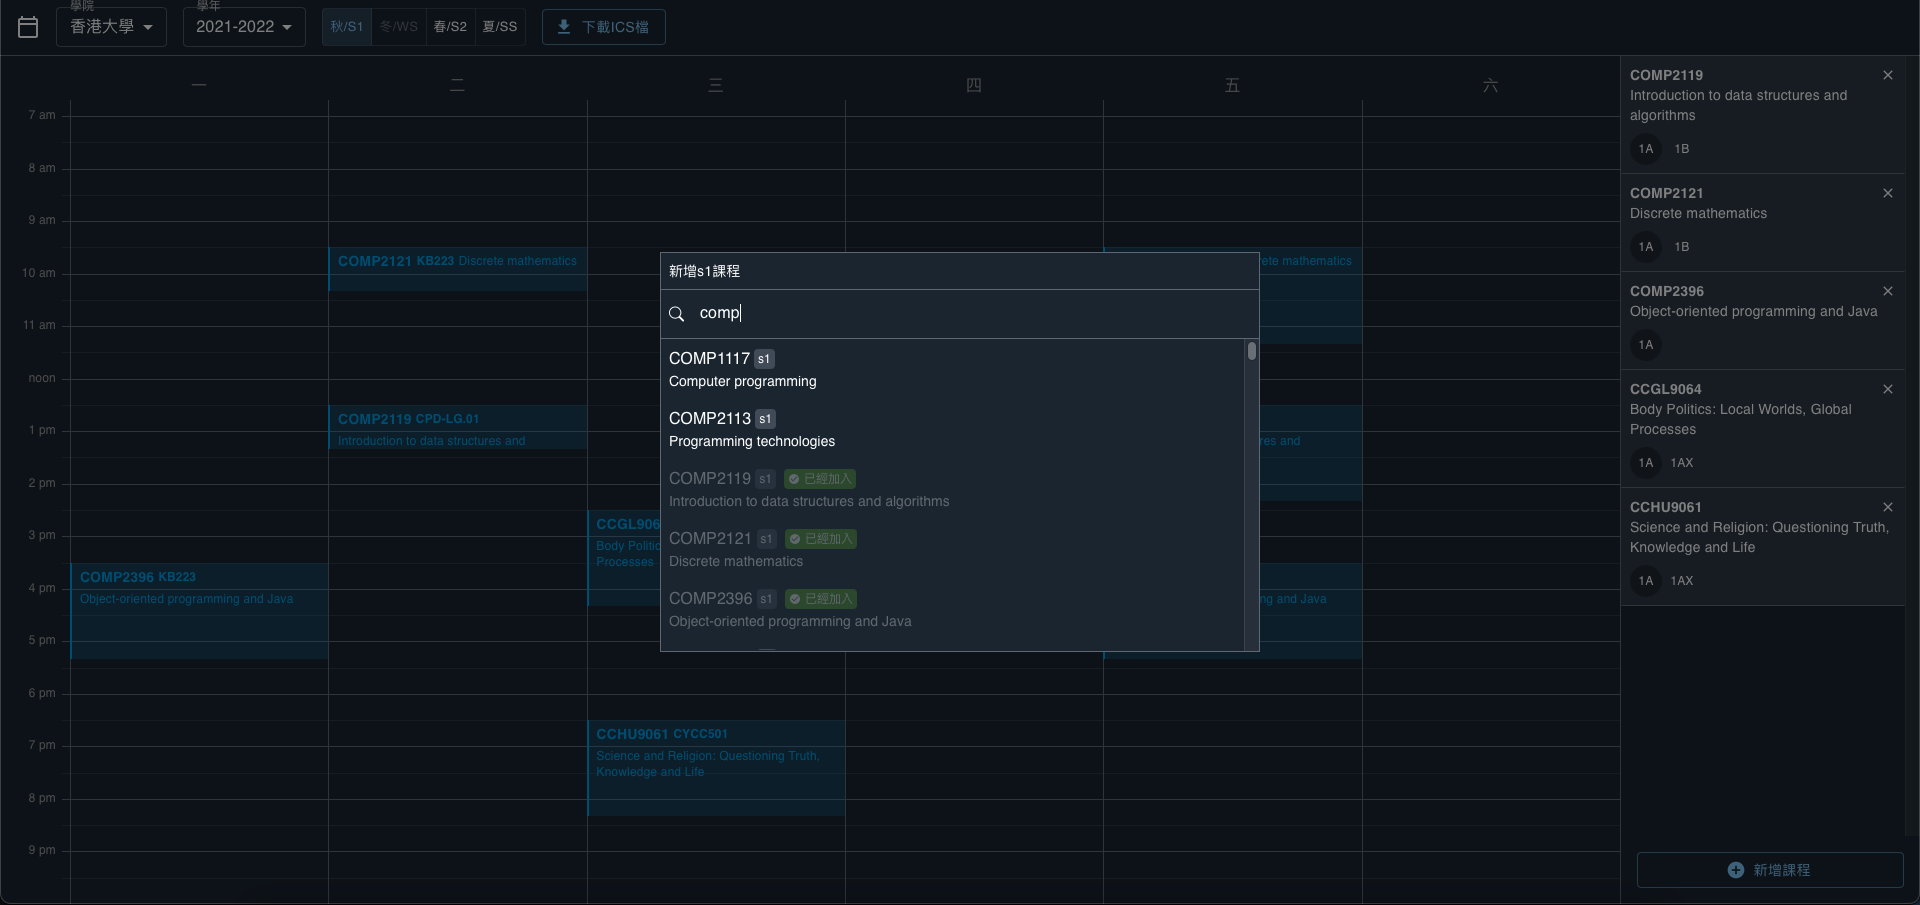 學院
香港大學
學年
2021-2022
秋/S1
冬/WS
春/S2
夏/SS
下載ICS檔
一
二
三
四
五
六
7 am
8 am
9 am
10 am
11 am
noon
1 pm
2 pm
3 pm
4 pm
5 pm
6 pm
7 pm
8 pm
9 pm
COMP2396 KB223
Object-oriented programming and Java
COMP2121 KB223 Discrete mathematics
COMP2119 CPD-LG.01
Introduction to data structures and
CCGL906
Body Politic
Processes
CCHU9061 CYCC501
Science and Religion: Questioning Truth,
Knowledge and Life
ete mathematics
res and
ng and Java
新增s1課程
comp
COMP1117 s1
Computer programming
COMP2113 s1
Programming technologies
COMP2119 s1 已經加入
Introduction to data structures and algorithms
COMP2121 s1 已經加入
Discrete mathematics
COMP2396 s1 已經加入
Object-oriented programming and Java
COMP2119
Introduction to data structures and
algorithms
1A 1B
COMP2121
Discrete mathematics
1A 1B
COMP2396
Object-oriented programming and Java
1A
CCGL9064
Body Politics: Local Worlds, Global
Processes
1A 1AX
CCHU9061
Science and Religion: Questioning Truth,
Knowledge and Life
1A 1AX
新增課程